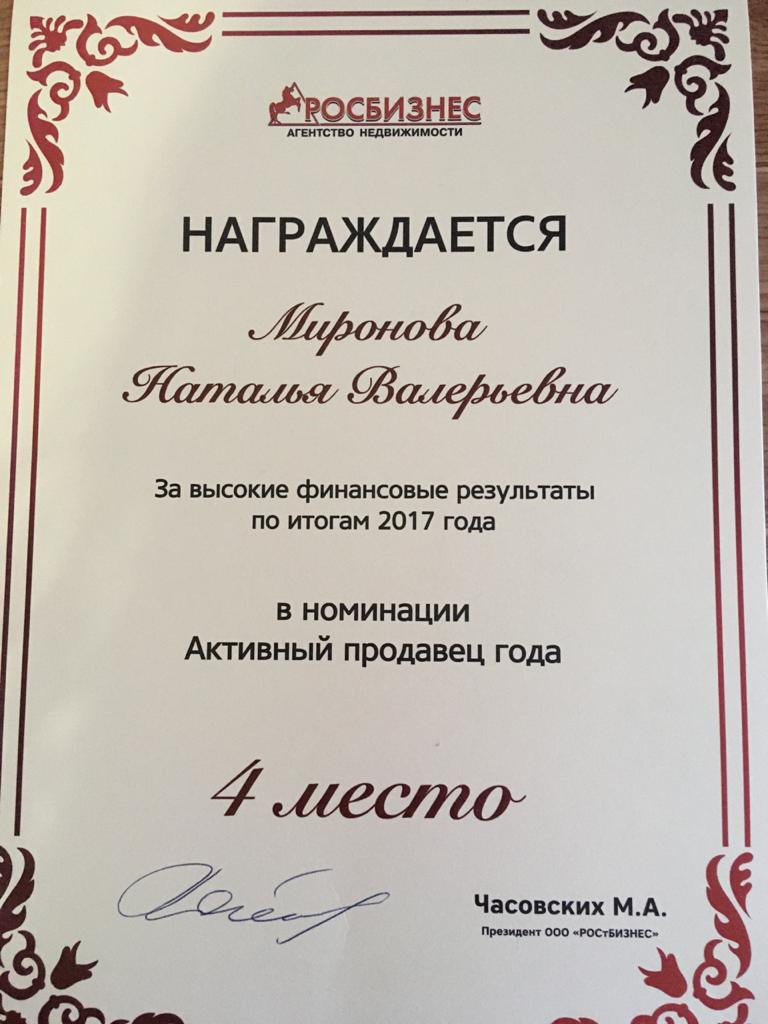 РОСБИЗНЕС
АГЕНТСТВО НЕДВИЖИМОСТИ
НАГРАЖДАЕТСЯ
Миронова
Наталья Валерьевна
За высокие финансовые результаты
по итогам 2017 года
в номинации
Активный продавец года
4 место
Часовских М.А.
Президент ООО «РОСтБИЗНЕС»